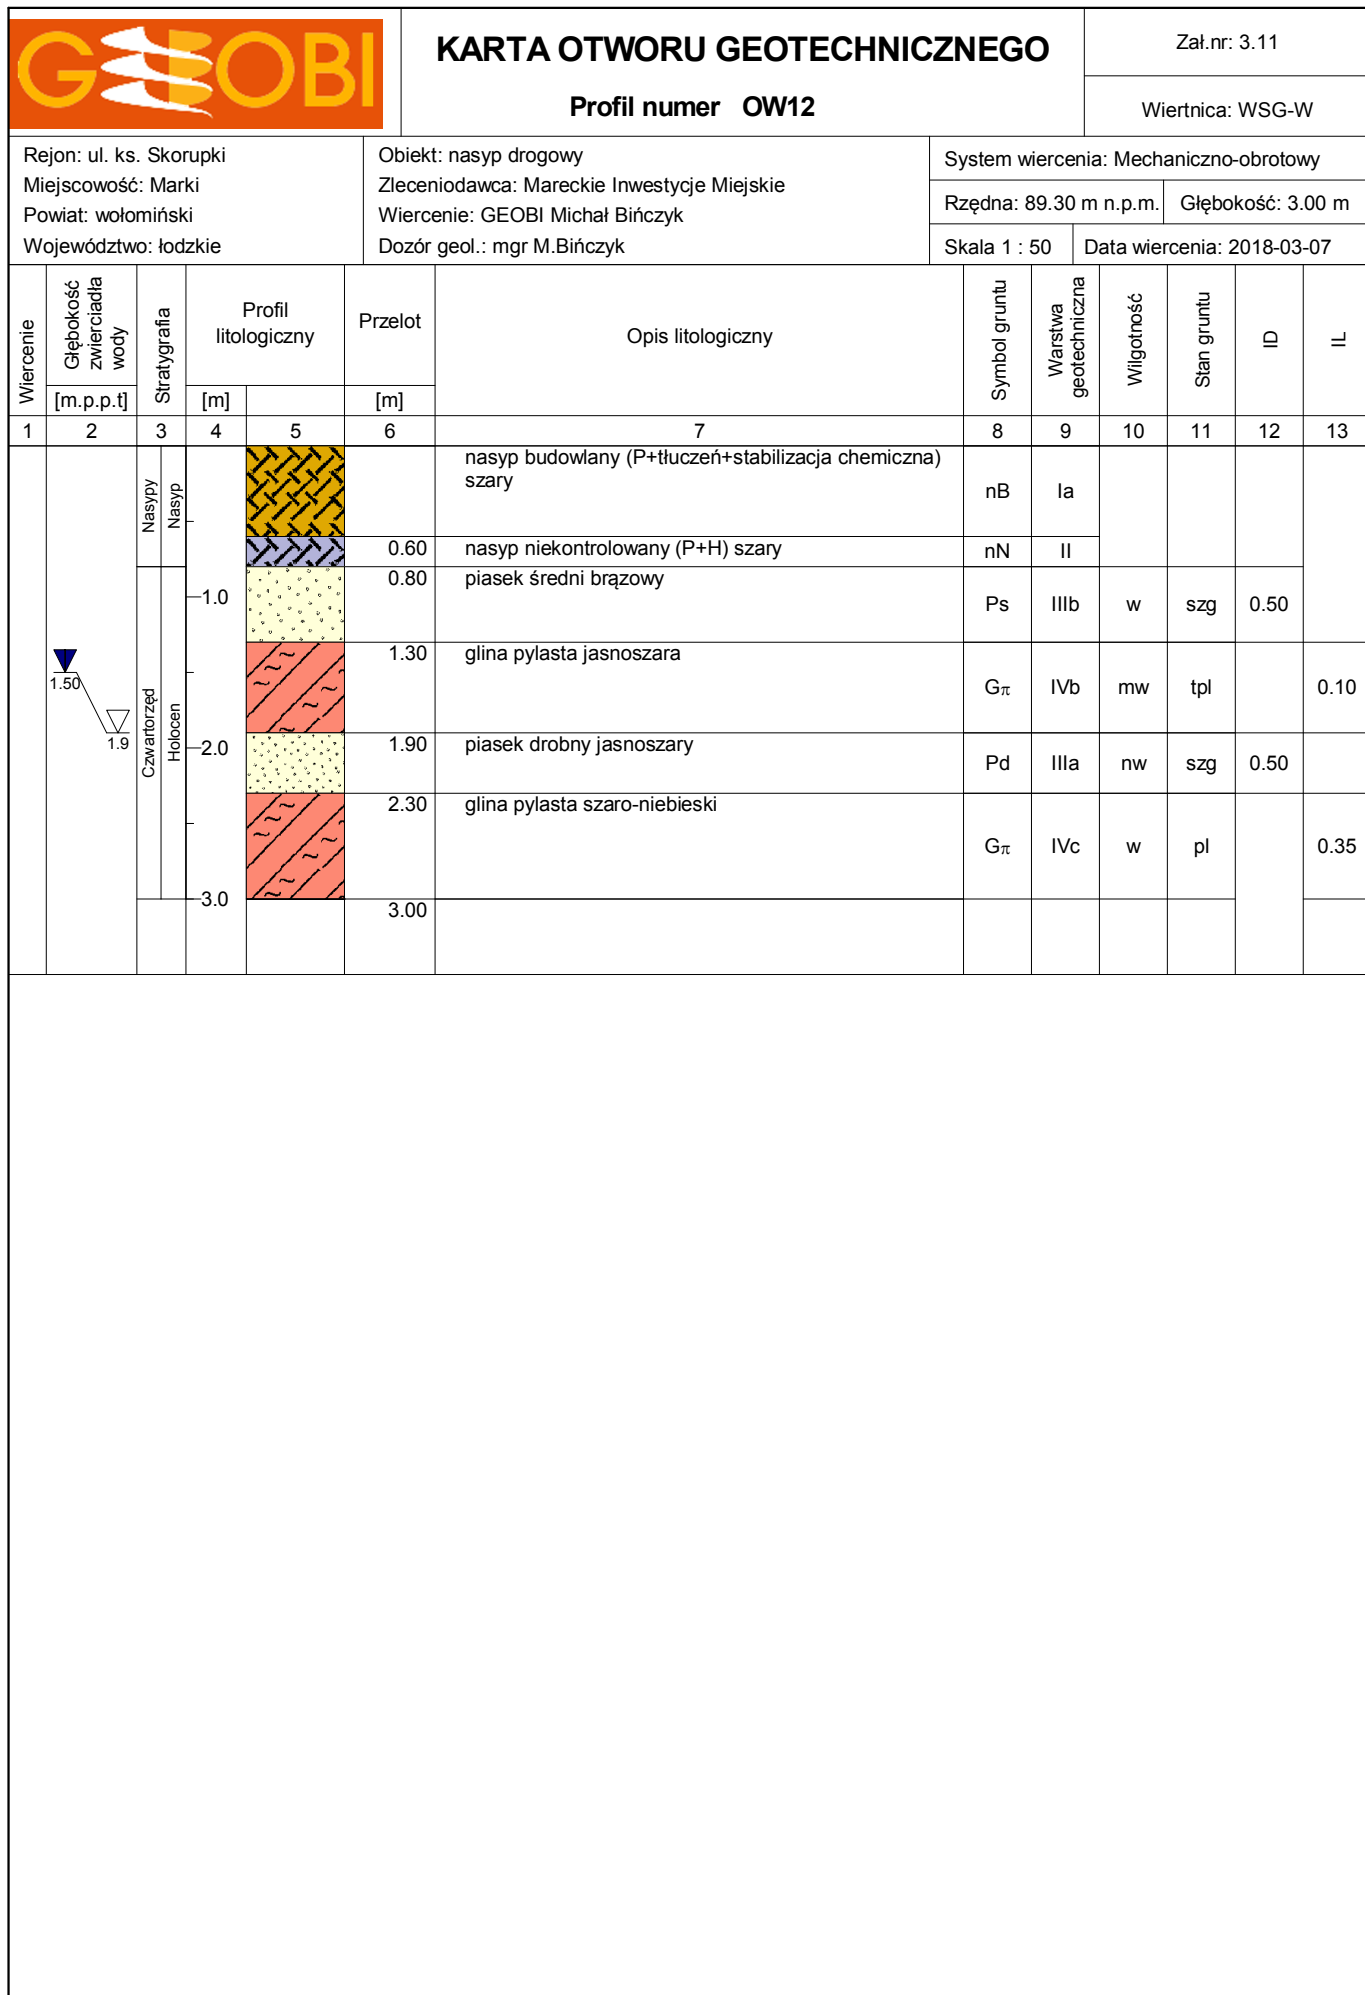 GEOBI
KARTA OTWORU GEOTECHNICZNEGO
Profil numer OW12
Zał.nr: 3.11
Wiertnica: WSG-W
Rejon: ul. ks. Skorupki
Miejscowość: Marki
Powiat: wołomiński
Województwo: łodzkie
Obiekt: nasyp drogowy
Zleceniodawca: Mareckie Inwestycje Miejskie
Wiercenie: GEOBI Michał Bińczyk
Dozór geol.: mgr M.Bińczyk
System wiercenia: Mechaniczno-obrotowy
Rzędna: 89.30 m n.p.m. Głębokość: 3.00 m
Skala 1 : 50 Data wiercenia: 2018-03-07
Wiercenie
Głębokość
zwierciadła
wody
[m.p.p.t]
Stratygrafia
Profil
litologiczny
[m]
Przelot
[m]
Opis litologiczny
Symbol gruntu
Warstwa
geotechniczna
Wilgotność
Stan gruntu
ID
IL
1 2 3 4 5 6 7 8 9 10 11 12 13
Nasypy
Nasyp
nasyp budowlany (P+tłuczeń+stabilizacja chemiczna)
szary
nB Ia
0.60 nasyp niekontrolowany (P+H) szary nN II
0.80 piasek średni brązowy
1.0
Ps IIIb w szg 0.50
1.30 glina pylasta jasnoszara
1.50
Gπ IVb mw tpl 0.10
1.9
Czwartorzęd
Holocen
2.0
1.90 piasek drobny jasnoszary
Pd IIIa nw szg 0.50
2.30 glina pylasta szaro-niebieski
Gπ IVc w pl 0.35
3.0
3.00